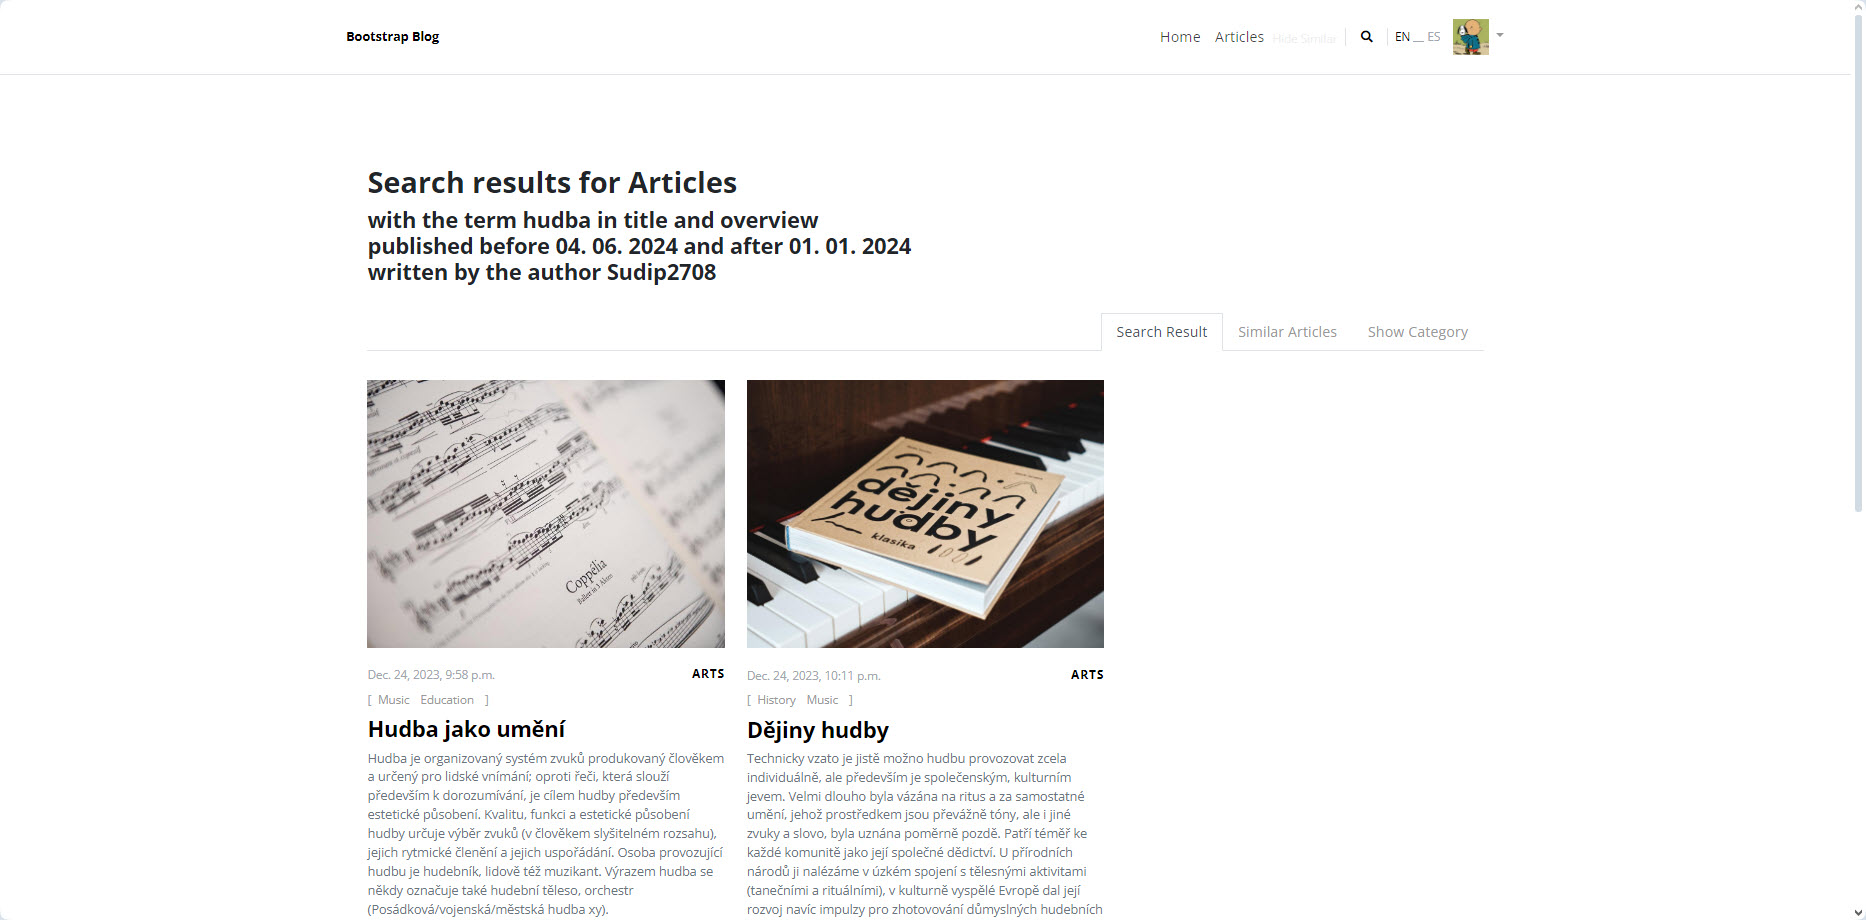 Bootstrap Blog
Home Articles Hide Similar EN __ ES
Search results for Articles
with the term hudba in title and overview
published before 04. 06. 2024 and after 01. 01. 2024
written by the author Sudip2708
Search Result Similar Articles Show Category
Coppélia
Ballet in 3 Akten
dějiny
hudby
klasika
Dec. 24, 2023, 9:58 p.m. ARTS
[ Music Education ]
Hudba jako umění
Hudba je organizovaný systém zvuků produkovaný člověkem
a určený pro lidské vnímání; oproti řeči, která slouží
především k dorozumívání, je cílem hudby především
estetické působení. Kvalitu, funkci a estetické působení
hudby určuje výběr zvuků (v člověkem slyšitelném rozsahu),
jejich rytmické členění a jejich uspořádání. Osoba provozující
hudbu je hudebník, lidově též muzikant. Výrazem hudba se
někdy označuje také hudební těleso, orchestr
(Posádková/vojenská/městská hudba xy).
Dec. 24, 2023, 10:11 p.m. ARTS
[ History Music ]
Dějiny hudby
Technicky vzato je jistě možno hudbu provozovat zcela
individuálně, ale především je společenským, kulturním
jevem. Velmi dlouho byla vázána na ritus a za samostatné
umění, jehož prostředkem jsou převážně tóny, ale i jiné
zvuky a slovo, byla uznána poměrně pozdě. Patří téměř ke
každé komunitě jako její společné dědictví. U přírodních
národů ji nalézáme v úzkém spojení s tělesnými aktivitami
(tanečními a rituálními), v kulturně vyspělé Evropě dal její
rozvoj navíc impulzy pro zhotovování důmyslných hudebních